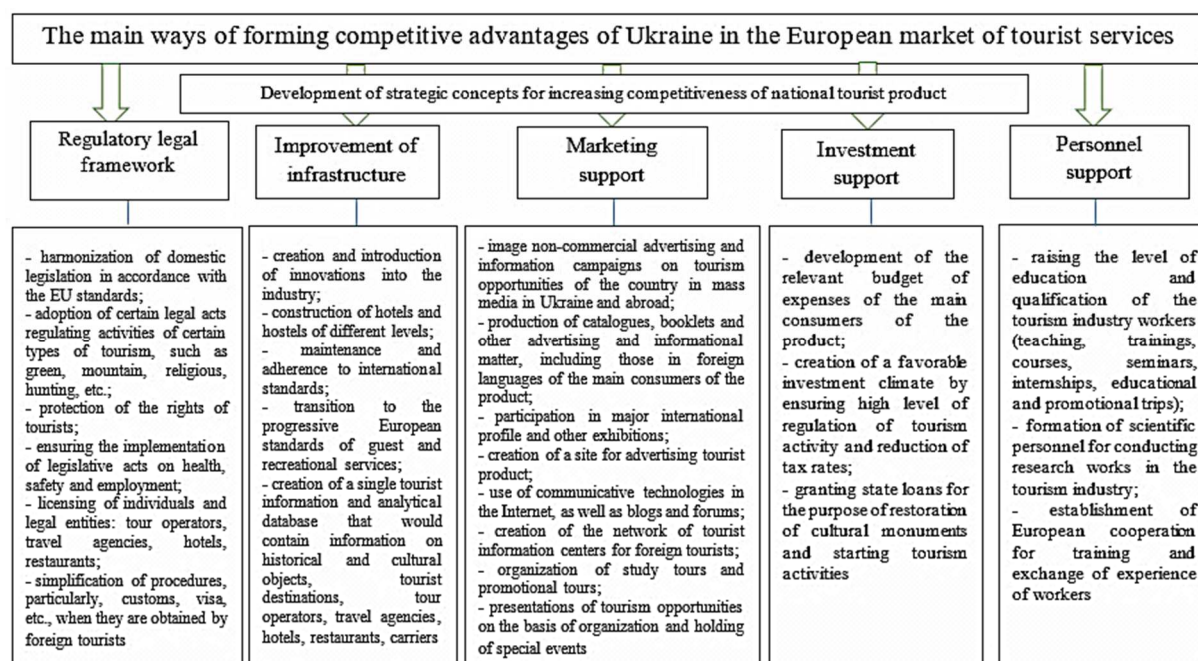 The main ways of forming competitive advantages of Ukraine in the European market of tourist services
Development of strategic concepts for increasing competitiveness of national tourist product
Regulatory legal
framework
Improvement of
infrastructure
Marketing
support
Investment
support
Personnel
support
- harmonization of domestic
legislation in accordance with
the EU standards;
- adoption of certain legal acts
regulating activities of certain
types of tourism, such as
green, mountain, religious,
hunting, etc.;
- protection of the rights of
tourists;
- ensuring the implementation
of legislative acts on health,
safety and employment;
- licensing of individuals and
legal entities: tour operators,
travel agencies, hotels,
restaurants;
- simplification of procedures,
particularly, customs, visa,
etc., when they are obtained by
foreign tourists
- creation and introduction
of innovations into the
industry;
- construction of hotels and
hostels of different levels;
- maintenance and
adherence to international
standards;
- transition to the
progressive European
standards of guest and
recreational services;
- creation of a single tourist
information and analytical
database that would
contain information on
historical and cultural
objects, tourist
destinations, tour
operators, travel agencies,
hotels, restaurants, carriers
- image non-commercial advertising and
information campaigns on tourism
opportunities of the country in mass
media in Ukraine and abroad;
- production of catalogues, booklets and
other advertising and informational
matter, including those in foreign
languages of the main consumers of the
product;
- participation in major international
profile and other exhibitions;
- creation of a site for advertising tourist
product;
- use of communicative technologies in
the Internet, as well as blogs and forums;
- creation of the network of tourist
information centers for foreign tourists;
- organization of study tours and
promotional tours;
- presentations of tourism opportunities
on the basis of organization and holding
of special events
- development of the
relevant budget of
expenses of the main
consumers of the
product;
- creation of a favorable
investment climate by
ensuring high level of
regulation of tourism
activity and reduction of
tax rates;
- granting state loans for
the purpose of restoration
of cultural monuments
and starting tourism
activities
- raising the level of
education and
qualification of the
tourism industry workers
(teaching, trainings,
courses, seminars,
internships, educational
and promotional trips);
- formation of scientific
personnel for conducting
research works in the
tourism industry;
- establishment of
European cooperation
for training and
exchange of experience
of workers